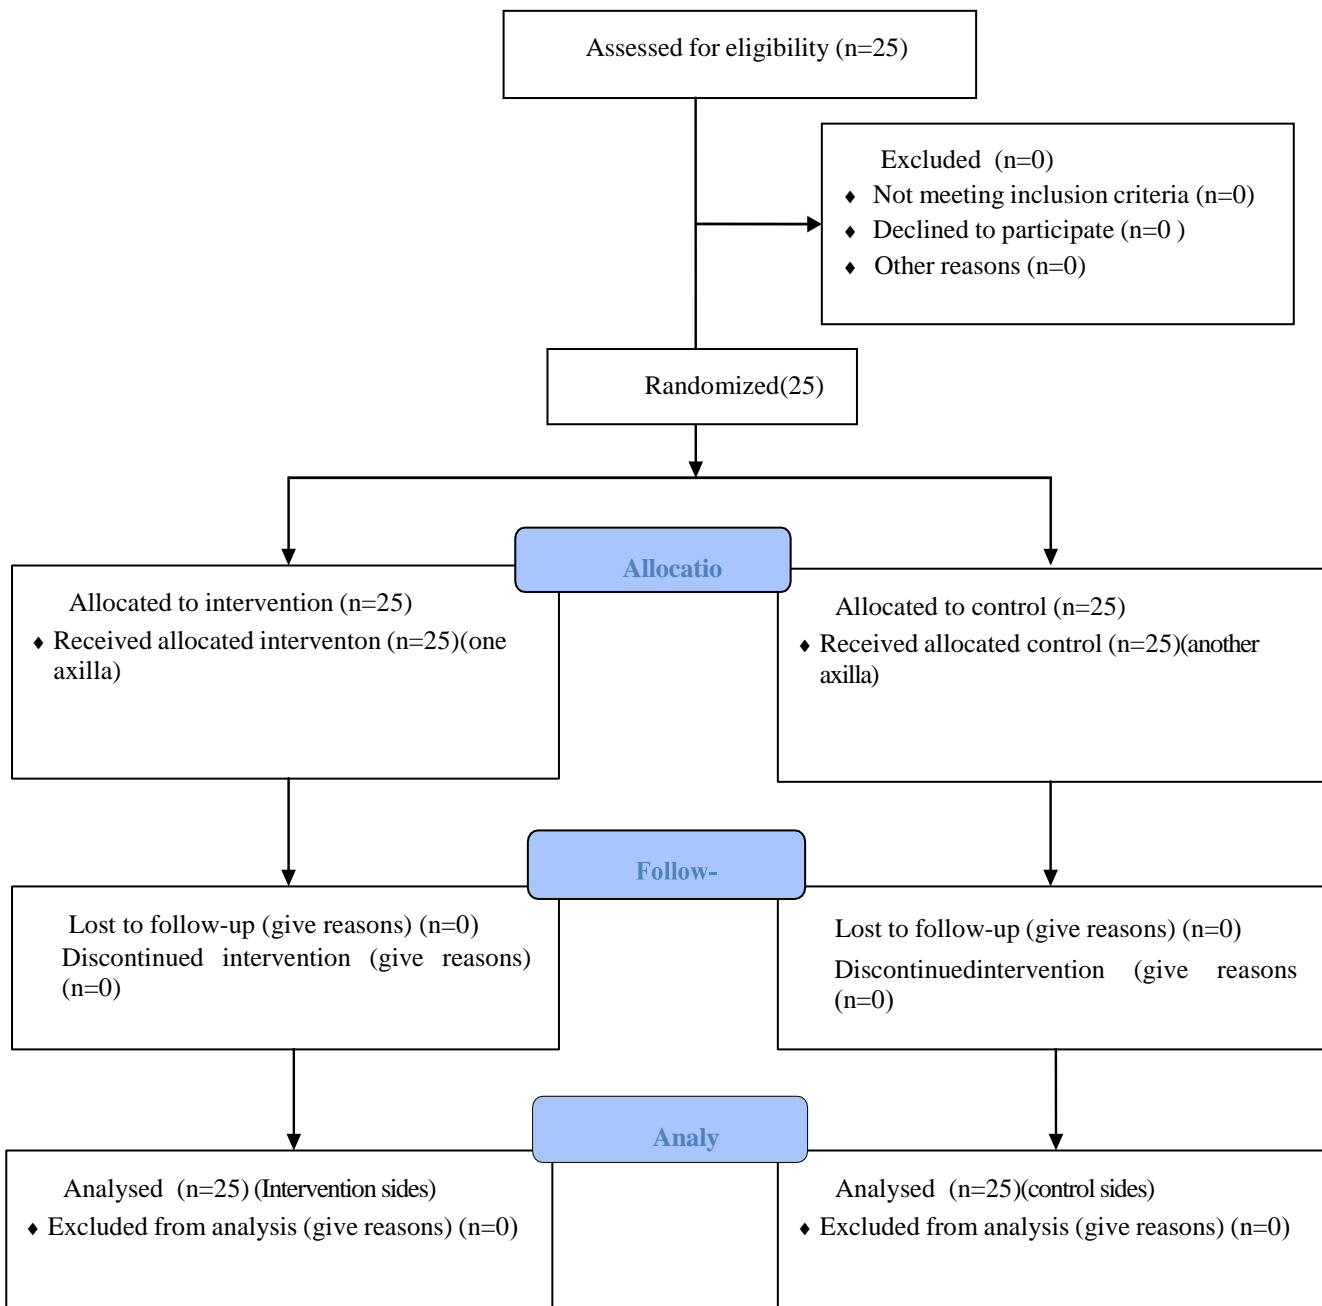 Assessed for eligibility (n=25)
Excluded (n=0)
♦ Not meeting inclusion criteria (n=0)
♦ Declined to participate (n=0 )
♦ Other reasons (n=0)
Randomized(25)
Allocatio
Allocated to intervention (n=25)
♦ Received allocated interventon (n=25)(one
axilla)
Allocated to control (n=25)
♦ Received allocated control (n=25)(another
axilla)
Follow-
Lost to follow-up (give reasons) (n=0)
Discontinued intervention (give reasons)
(n=0)
Lost to follow-up (give reasons) (n=0)
Discontinuedintervention (give reasons
(n=0)
Analy
Analysed (n=25) (Intervention sides)
♦ Excluded from analysis (give reasons) (n=0)
Analysed (n=25)(control sides)
♦ Excluded from analysis (give reasons) (n=0)